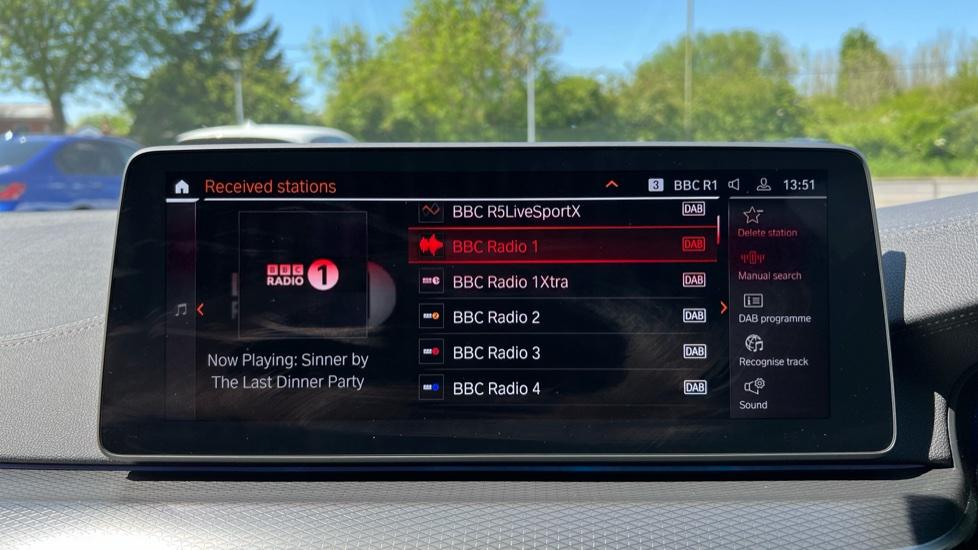 Received stations
3 BBC R1 13:51
BBC
RADIO 1
Now Playing: Sinner by
The Last Dinner Party
BBC R5LiveSportX DAB
BBC Radio 1 DAB
BBC Radio 1Xtra DAB
BBC Radio 2 DAB
BBC Radio 3 DAB
BBC Radio 4 DAB
Delete station
Manual search
DAB programme
Recognise track
Sound